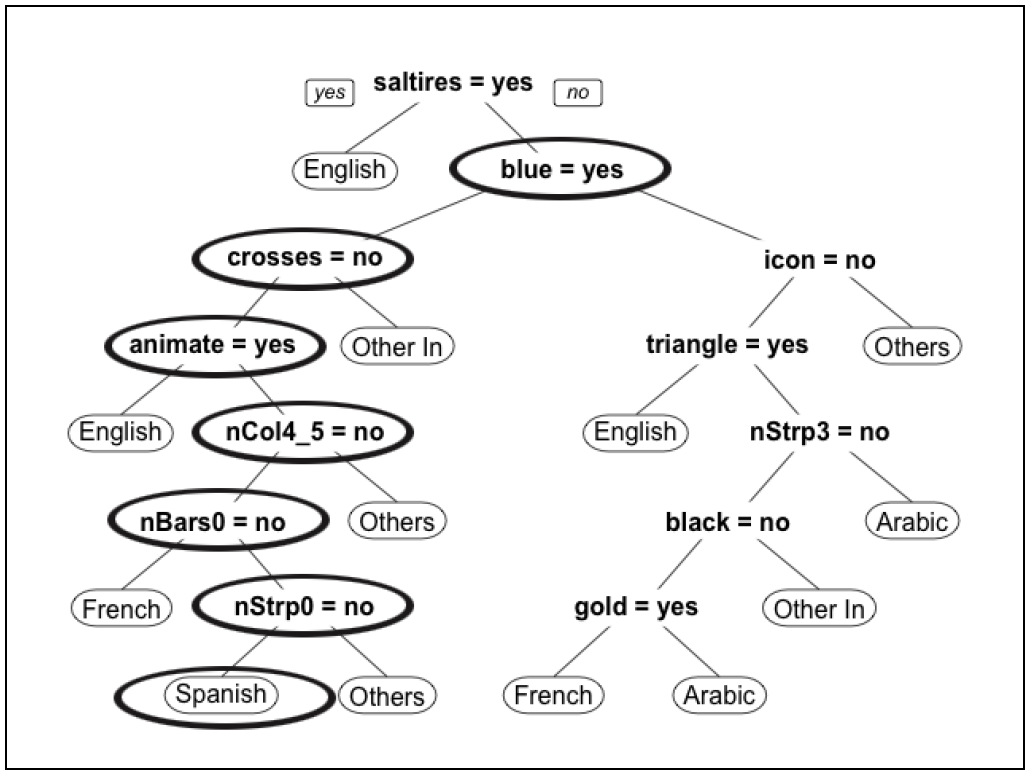 yes saltires = yes no
English blue = yes
crosses = no icon = no
animate = yes Other In triangle = yes Others
English nCol4_5 = no English nStrp3 = no
nBars0 = no Others black = no Arabic
French nStrp0 = no gold = yes Other In
Spanish Others French Arabic